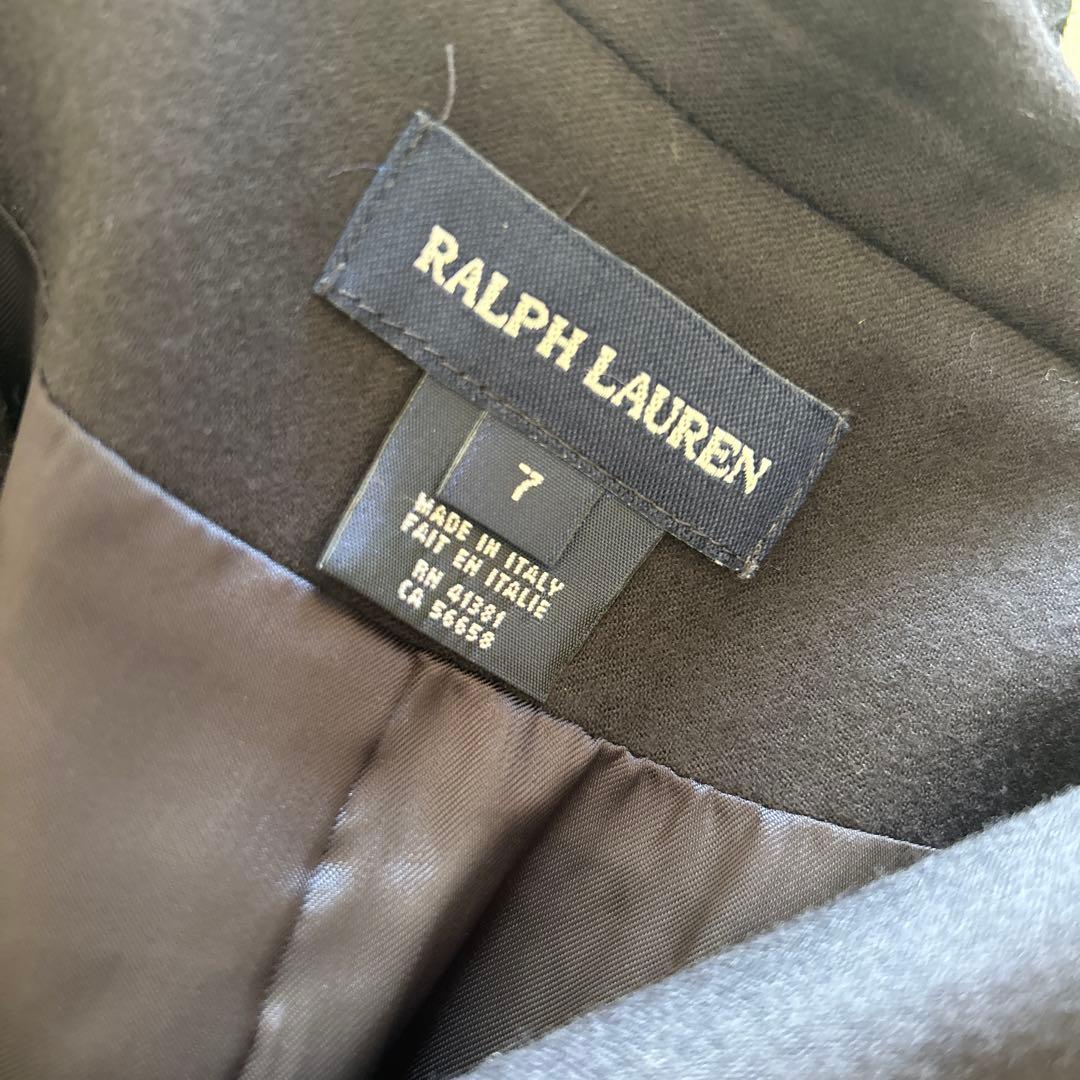 RALPH LAUREN
7
MADE IN ITALY
FAIT EN ITALIE
RN 41381
CA 56658